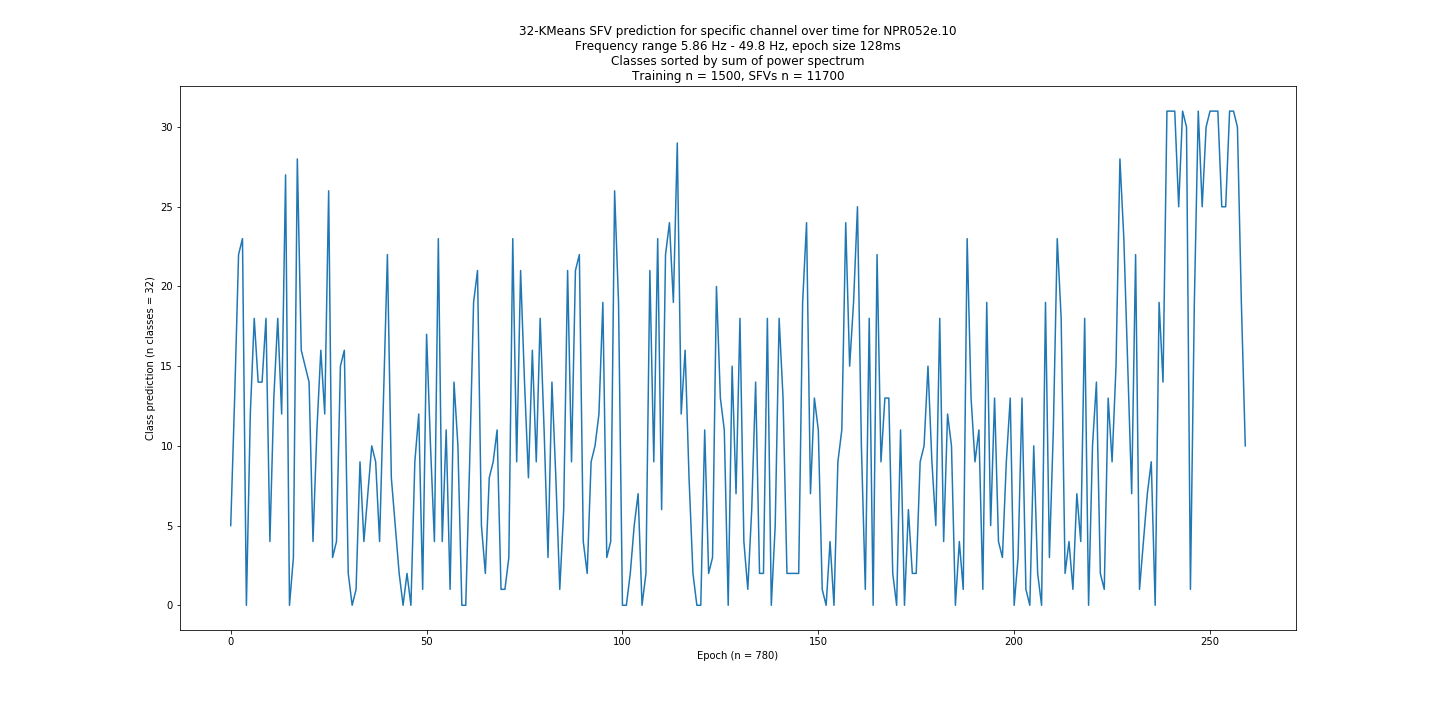 32-KMeans SFV prediction for specific channel over time for NPR052e.10
Frequency range 5.86 Hz - 49.8 Hz, epoch size 128ms
Classes sorted by sum of power spectrum
Training n = 1500, SFVs n = 11700
30
25
20
15
10
5
0
Class prediction (n classes = 32)
0 50 100 150 200 250
Epoch (n = 780)